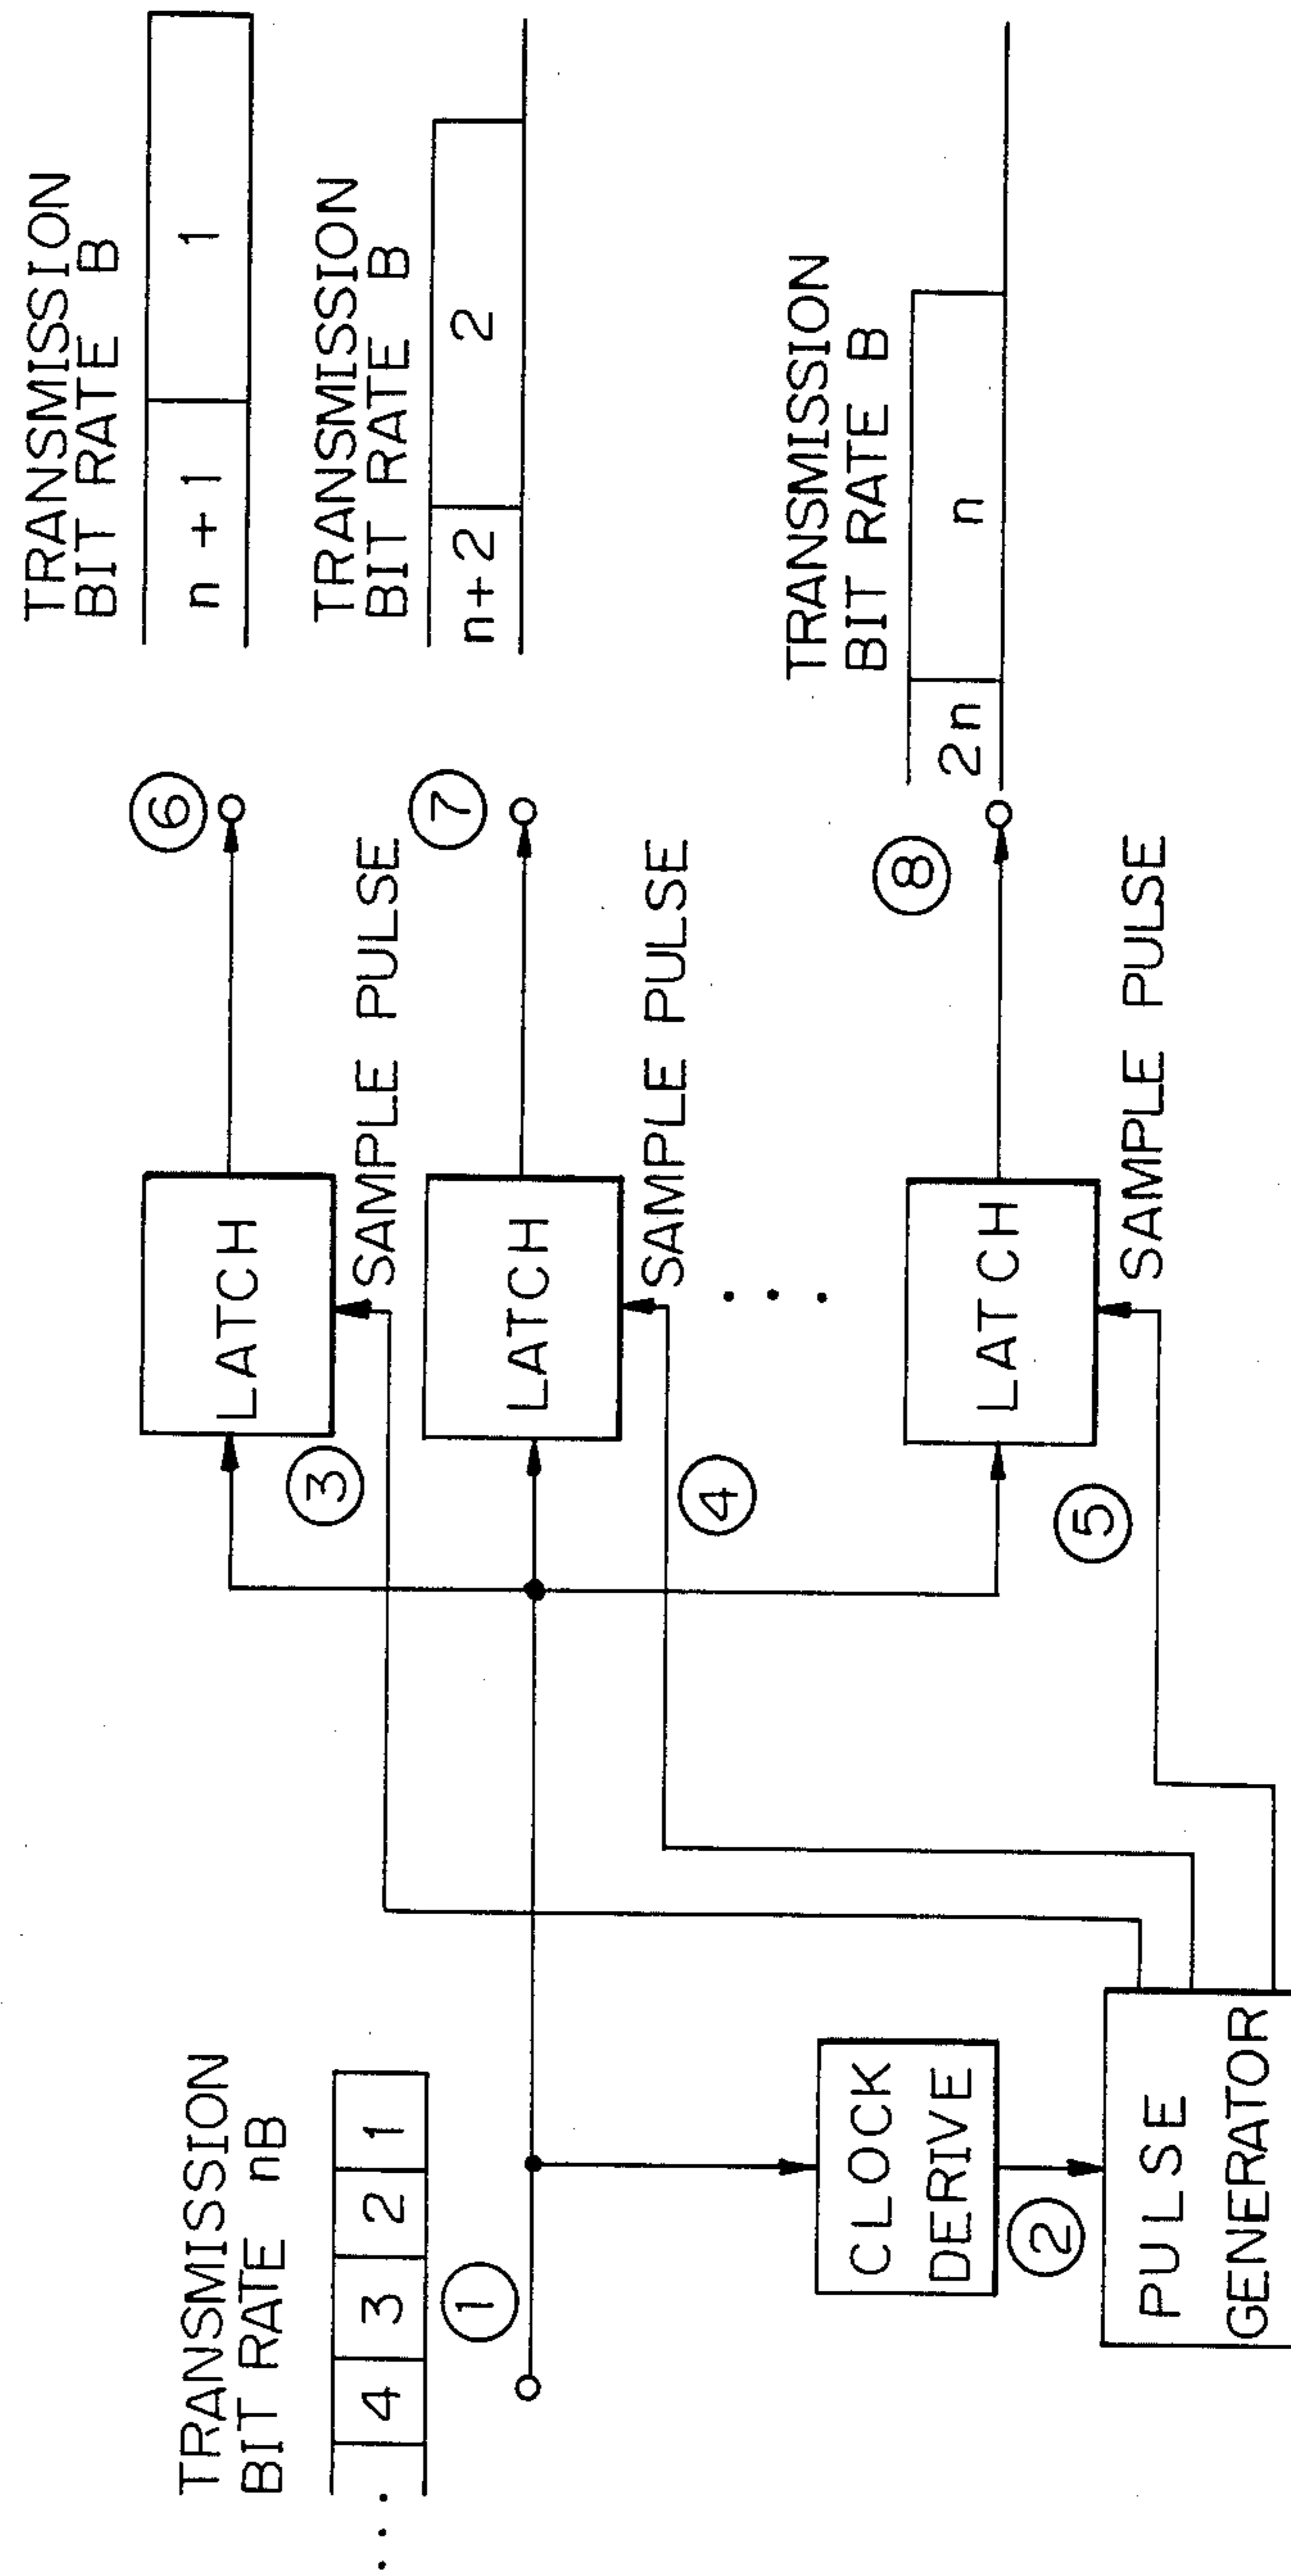 TRANSMISSION
BIT RATE nB
... 4 3 2 1
①
CLOCK
DERIVE
②
PULSE
GENERATOR
③
LATCH
SAMPLE PULSE
⑥
TRANSMISSION
BIT RATE B
n+1 1
④
LATCH
SAMPLE PULSE
⑦
TRANSMISSION
BIT RATE B
n+2 2
⑤
LATCH
SAMPLE PULSE
⑧
TRANSMISSION
BIT RATE B
2n n